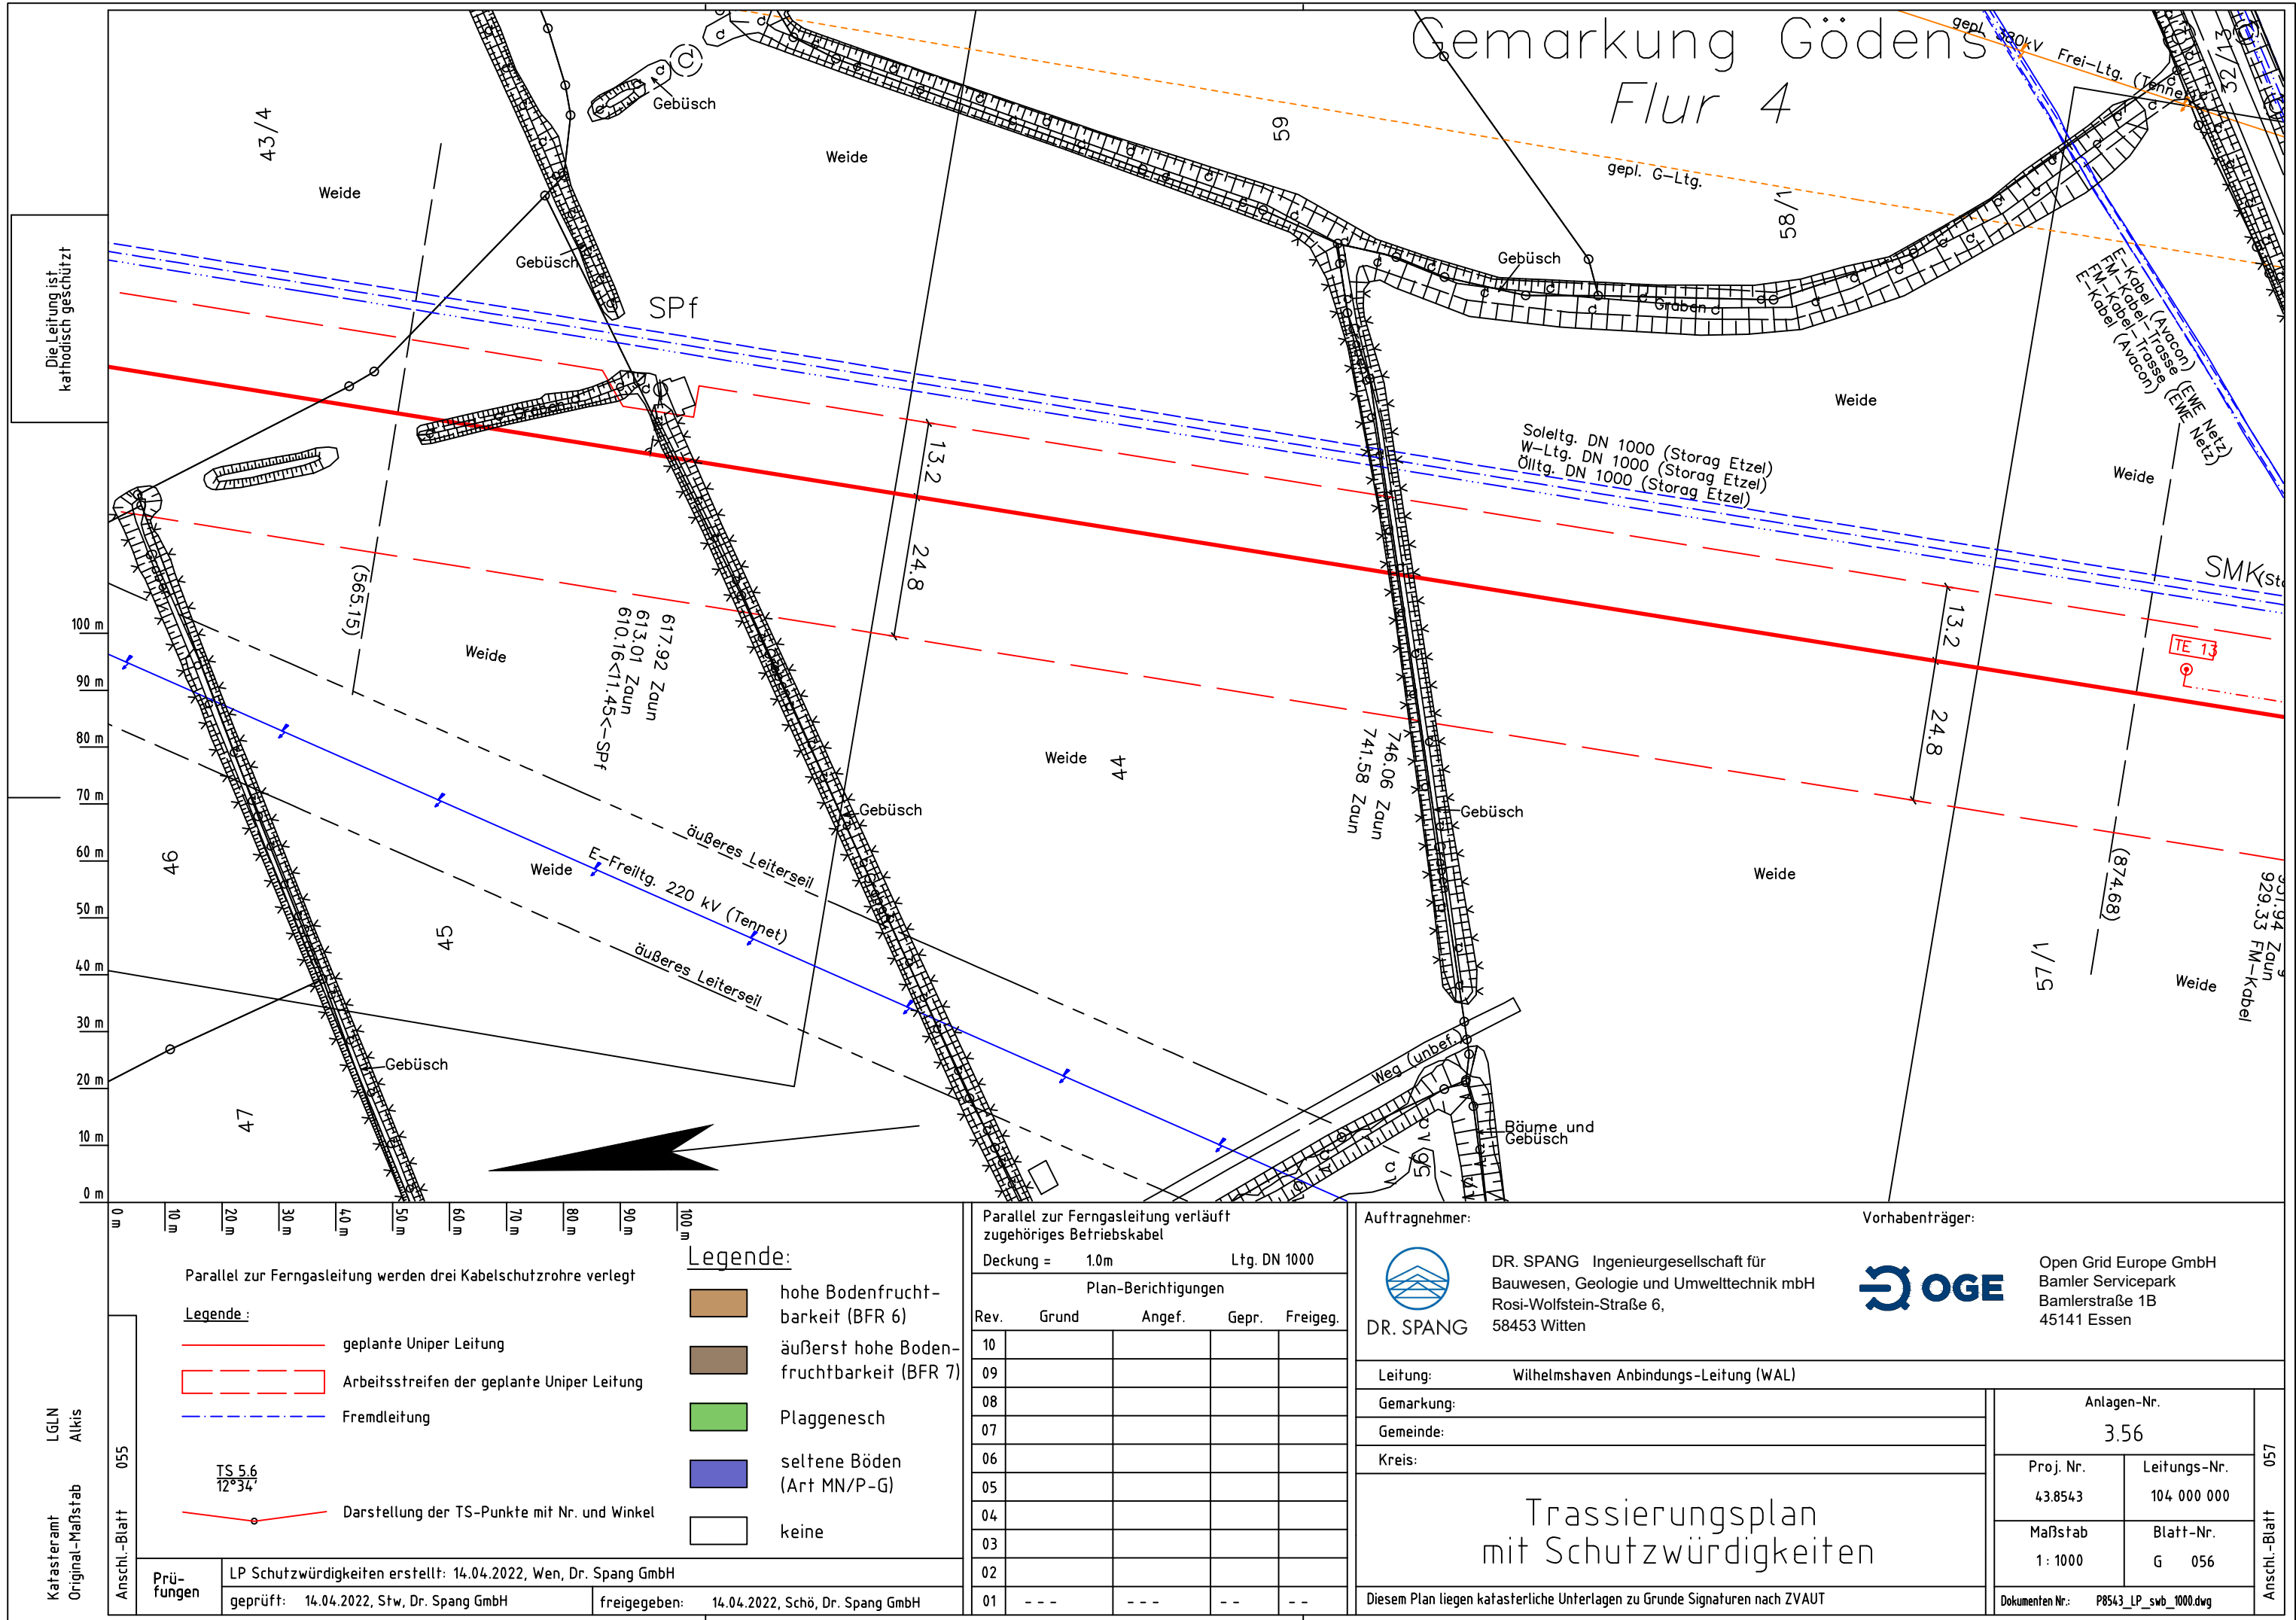 Gemarkung Gödens
Flur 4
gepl. 380kV Frei-Ltg. (Tennet)
gepl. G-Ltg.
52/13
59
58/1
43/4
Weide
Gebüsch
Weide
Gebüsch
SPf
Gebüsch
Graben
Die Leitung ist
kathodisch geschützt
E-Kabel (Avacon)
FM-Kabel-Trasse (EWE Netz)
FM-Kabel-Trasse (EWE Netz)
E-Kabel (Avacon)
Weide
Weide
Soleltg. DN 1000 (Storag Etzel)
W-Ltg. DN 1000 (Storag Etzel)
Ölltg. DN 1000 (Storag Etzel)
Graben
13.2
24.8
SMK
TE 13
13.2
24.8
(565.15)
Weide
617.92 Zaun
613.01 Zaun
610.16<11.45<-SPf
Weide
44
746.06 Zaun
741.58 Zaun
Gebüsch
Gebüsch
Weide
(874.68)
57/1
Weide
931.94 Zaun
929.33 FM-Kabel
46
45
47
Weide
äußeres Leiterseil
E-Freiltg. 220 kV (Tennet)
äußeres Leiterseil
Gebüsch
Weg (unbef.)
56
Bäume und
Gebüsch
100 m
90 m
80 m
70 m
60 m
50 m
40 m
30 m
20 m
10 m
0 m
0 m
10 m
20 m
30 m
40 m
50 m
60 m
70 m
80 m
90 m
100 m
Parallel zur Ferngasleitung werden drei Kabelschutzrohre verlegt
Legende :
geplante Uniper Leitung
Arbeitsstreifen der geplante Uniper Leitung
Fremdleitung
TS 5.6
12°34'
Darstellung der TS-Punkte mit Nr. und Winkel
Legende:
hohe Bodenfrucht-
barkeit (BFR 6)
äußerst hohe Boden-
fruchtbarkeit (BFR 7)
Plaggenesch
seltene Böden
(Art MN/P-G)
keine
Katasteramt LGLN
Original-Maßstab Alkis
Anschl.-Blatt 055
Prü-
fungen
LP Schutzwürdigkeiten erstellt: 14.04.2022, Wen, Dr. Spang GmbH
geprüft: 14.04.2022, Stw, Dr. Spang GmbH
freigegeben: 14.04.2022, Schö, Dr. Spang GmbH
Parallel zur Ferngasleitung verläuft
zugehöriges Betriebskabel
Deckung = 1.0m Ltg. DN 1000
Plan-Berichtigungen
Rev. Grund Angef. Gepr. Freigeg.
10
09
08
07
06
05
04
03
02
01 --- --- -- --
Auftragnehmer:
DR. SPANG
DR. SPANG Ingenieurgesellschaft für
Bauwesen, Geologie und Umwelttechnik mbH
Rosi-Wolfstein-Straße 6,
58453 Witten
Vorhabenträger:
OGE
Open Grid Europe GmbH
Bamler Servicepark
Bamlerstraße 1B
45141 Essen
Leitung: Wilhelmshaven Anbindungs-Leitung (WAL)
Gemarkung:
Gemeinde:
Kreis:
Trassierungsplan
mit Schutzwürdigkeiten
Diesem Plan liegen katasterliche Unterlagen zu Grunde Signaturen nach ZVAUT
Anlagen-Nr.
3.56
Proj. Nr.
43.8543
Leitungs-Nr.
104 000 000
Maßstab
1 : 1000
Blatt-Nr.
G 056
Dokumenten Nr.: P8543_LP_swb_1000.dwg
Anschl.-Blatt 057